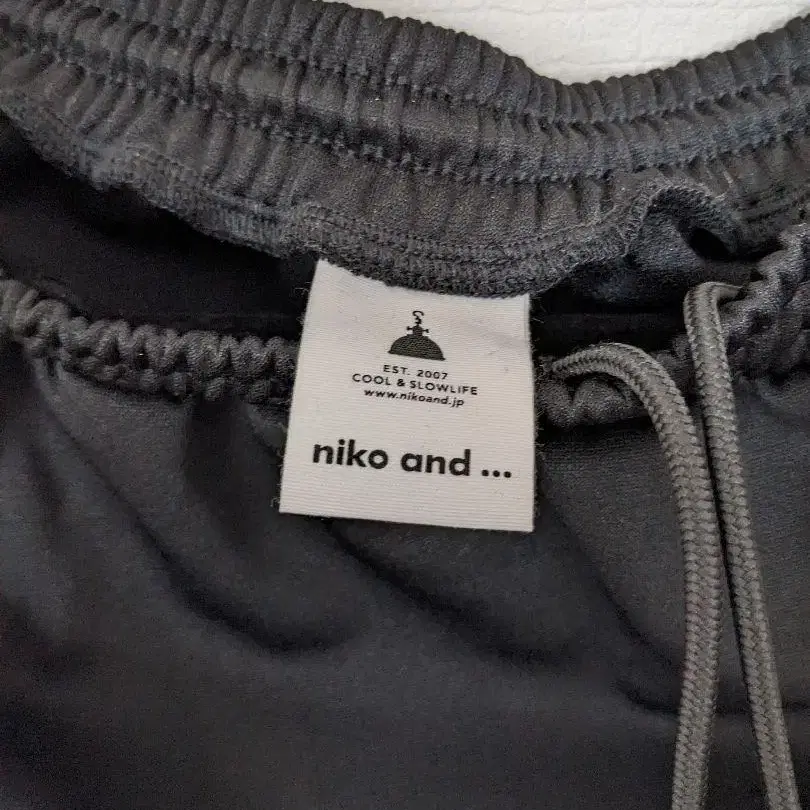 EST. 2007
COOL & SLOWLIFE
www.nikoand.jp
niko and ...